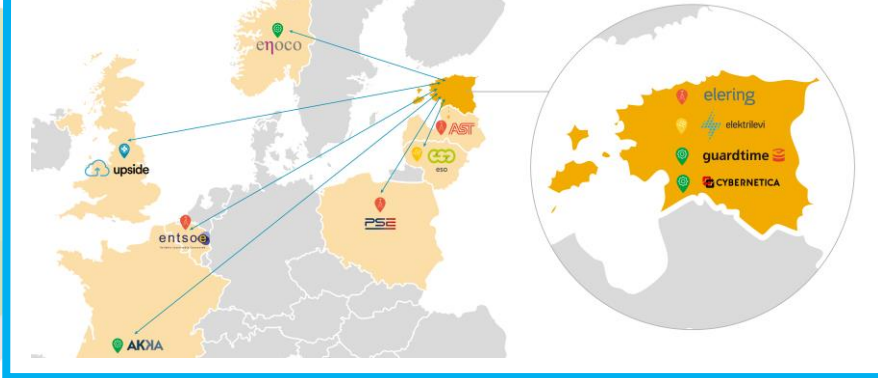 enoco
elering
elektrilevi
AST
upside
eso
guardtime
CYBERNETICA
PSE
entsoe
AKKA